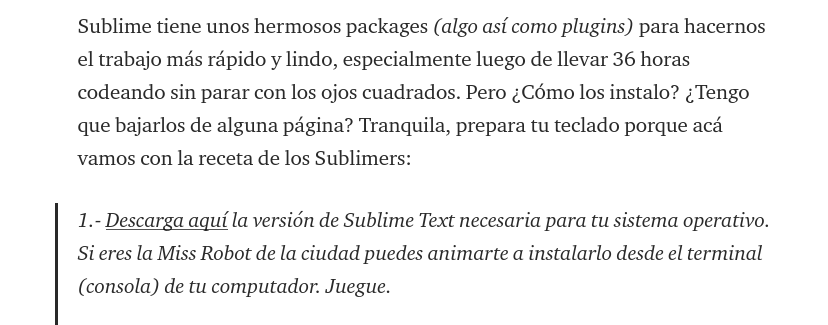 Sublime tiene unos hermosos packages (algo así como plugins) para hacernos
el trabajo más rápido y lindo, especialmente luego de llevar 36 horas
codeando sin parar con los ojos cuadrados. Pero ¿Cómo los instalo? ¿Tengo
que bajarlos de alguna página? Tranquila, prepara tu teclado porque acá
vamos con la receta de los Sublimers:
1.- Descarga aquí la versión de Sublime Text necesaria para tu sistema operativo.
Si eres la Miss Robot de la ciudad puedes animarte a instalarlo desde el terminal
(consola) de tu computador. Juegue.